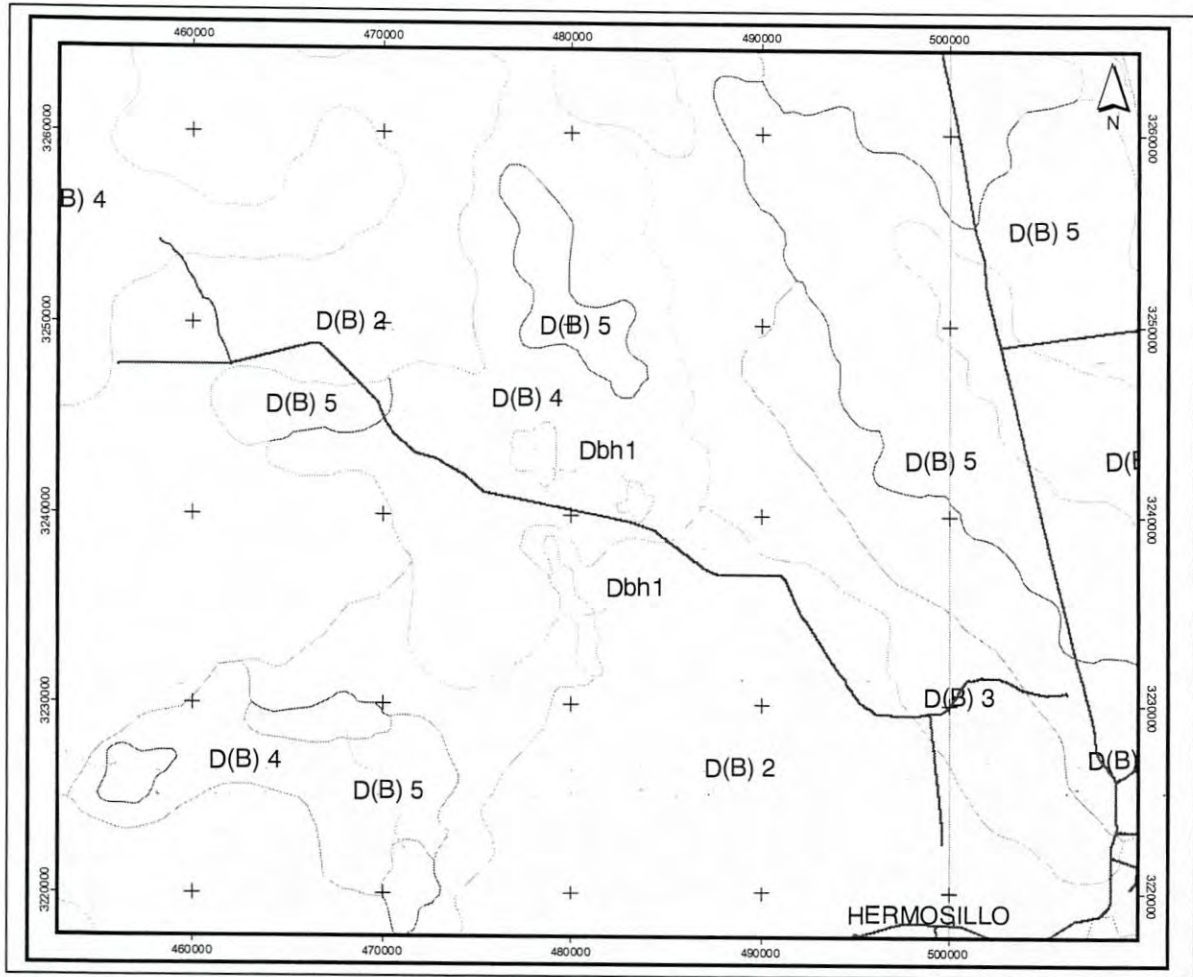 460000 470000 480000 490000 500000
3260000 3260000
N
B) 4
D(B) 5
3250000 3250000
D(B) 2
D(B) 5
D(B) 5
D(B) 4
Dbh1
D(B) 5
D(B
3240000 3240000
Dbh1
3230000 3230000
D(B) 3
D(B) 4
D(B) 5
D(B) 2
D(B)
3220000 3220000
HERMOSILLO
460000 470000 480000 490000 500000